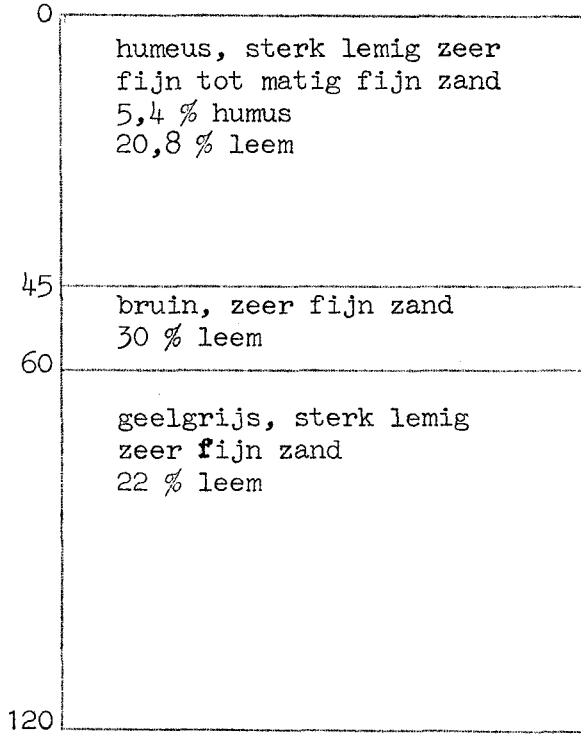 0
humeus, sterk lemig zeer
fijn tot matig fijn zand
5,4 % humus
20,8 % leem
45
bruin, zeer fijn zand
30 % leem
60
geelgrijs, sterk lemig
zeer fijn zand
22 % leem
120